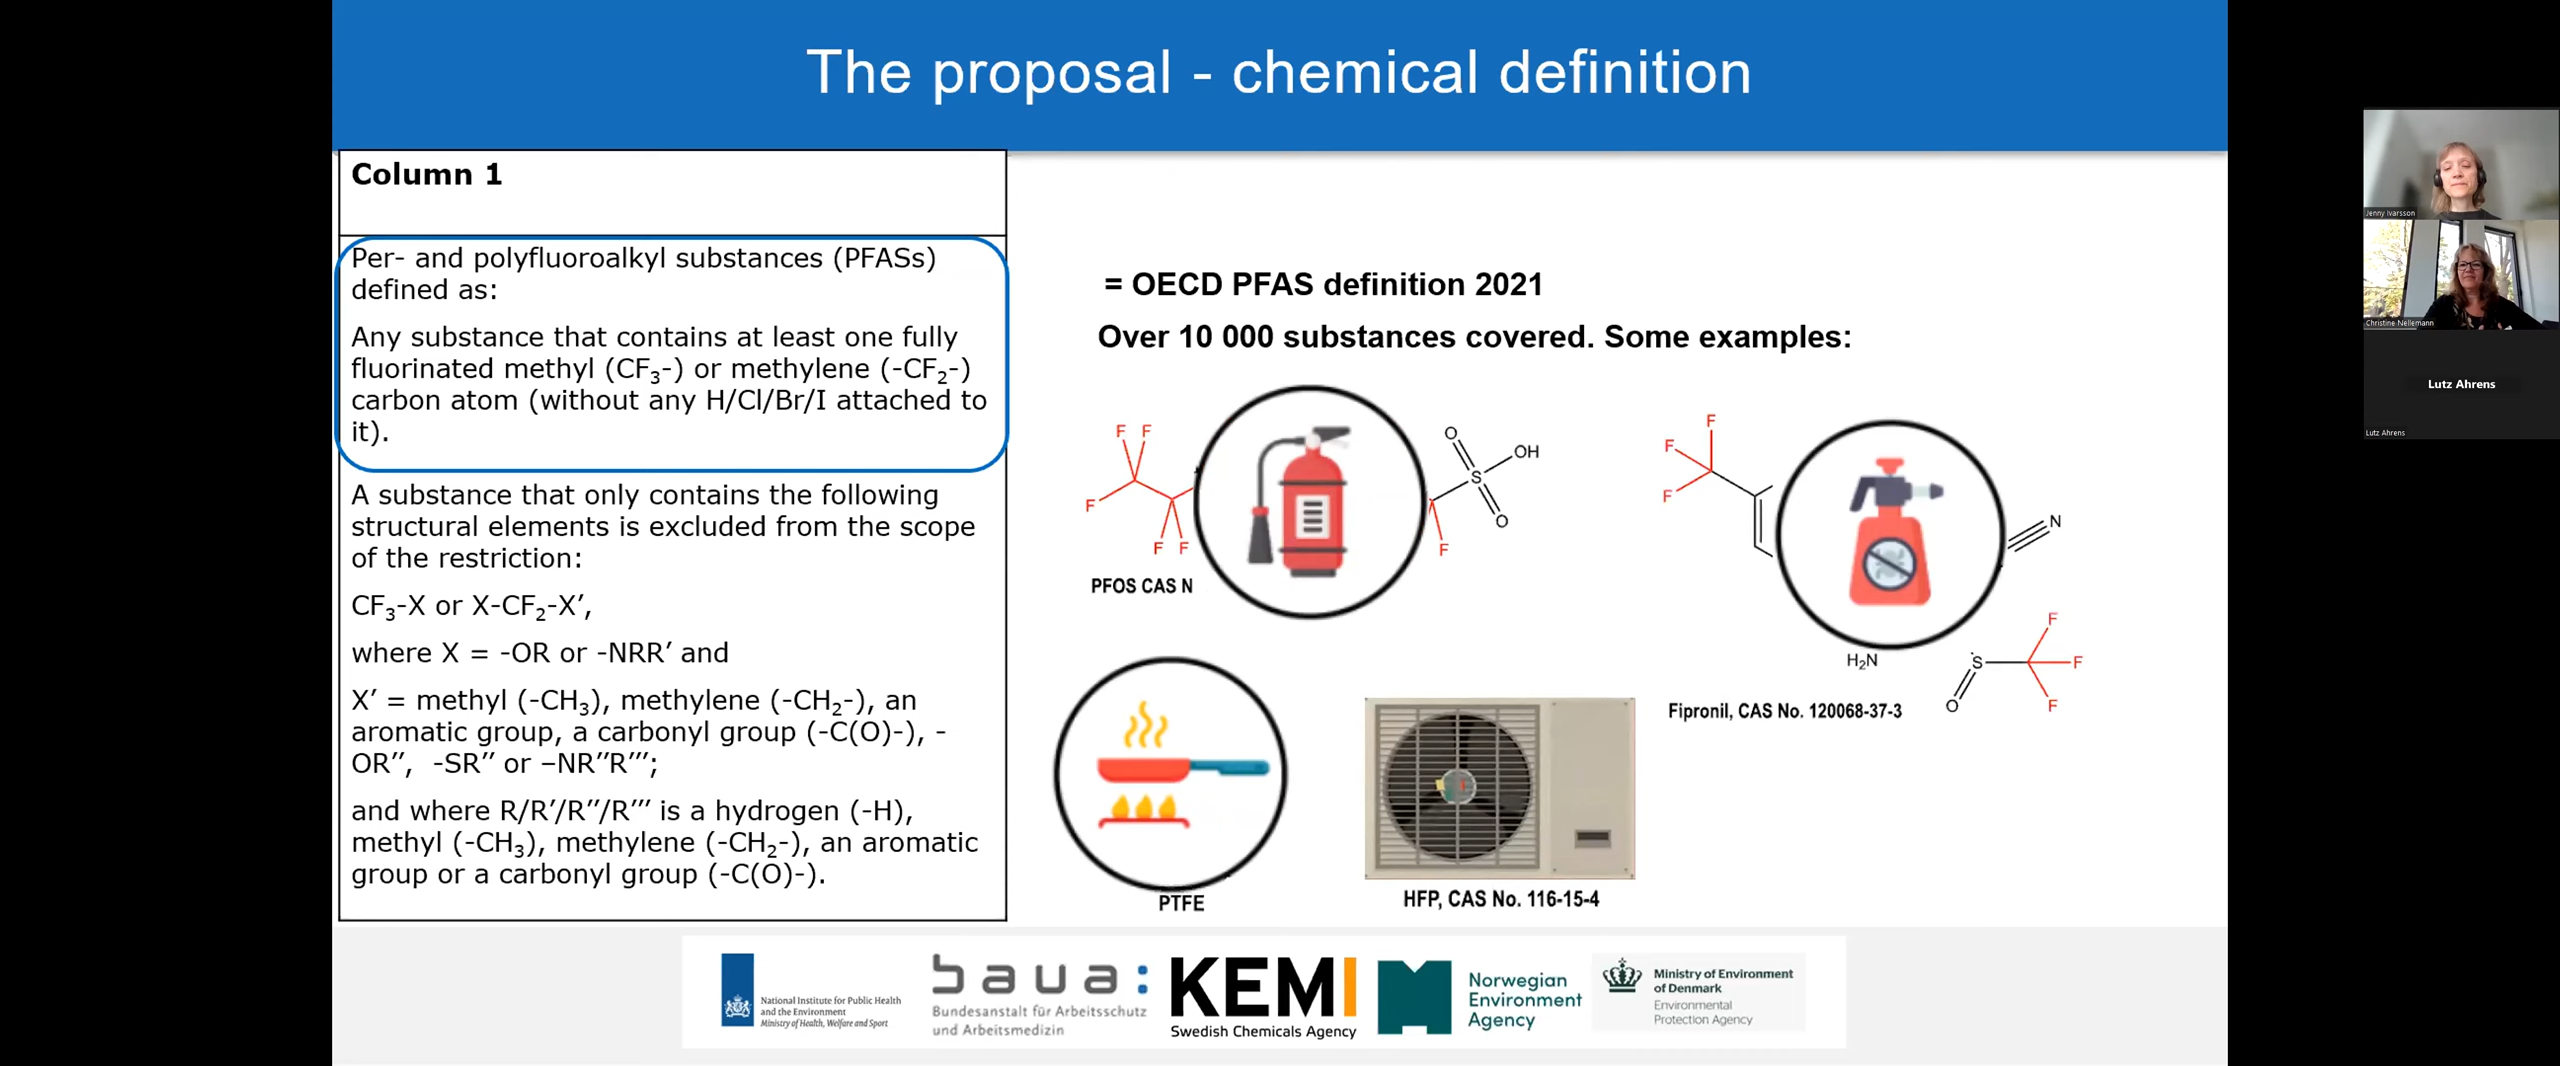 The proposal - chemical definition
Column 1
Per- and polyfluoroalkyl substances (PFASs)
defined as:
Any substance that contains at least one fully
fluorinated methyl (CF₃-) or methylene (-CF₂-)
carbon atom (without any H/Cl/Br/I attached to
it).
A substance that only contains the following
structural elements is excluded from the scope
of the restriction:
CF₃-X or X-CF₂-X′,
where X = -OR or -NRR′ and
X′ = methyl (-CH₃), methylene (-CH₂-), an
aromatic group, a carbonyl group (-C(O)-), -
OR″, -SR″ or –NR″R‴;
and where R/R′/R″/R‴ is a hydrogen (-H),
methyl (-CH₃), methylene (-CH₂-), an aromatic
group or a carbonyl group (-C(O)-).
= OECD PFAS definition 2021
Over 10 000 substances covered. Some examples:
F F
F
F F
F
O
S
OH
O
PFOS CAS N
F
F
F
N
H₂N
S
O
F
F
F
Fipronil, CAS No. 120068-37-3
PTFE
HFP, CAS No. 116-15-4
National Institute for Public Health
and the Environment
Ministry of Health, Welfare and Sport
baua:
Bundesanstalt für Arbeitsschutz
und Arbeitsmedizin
KEMI
Swedish Chemicals Agency
Norwegian
Environment
Agency
Ministry of Environment
of Denmark
Environmental
Protection Agency
Jenny Ivarsson
Christine Nellemann
Lutz Ahrens
Lutz Ahrens